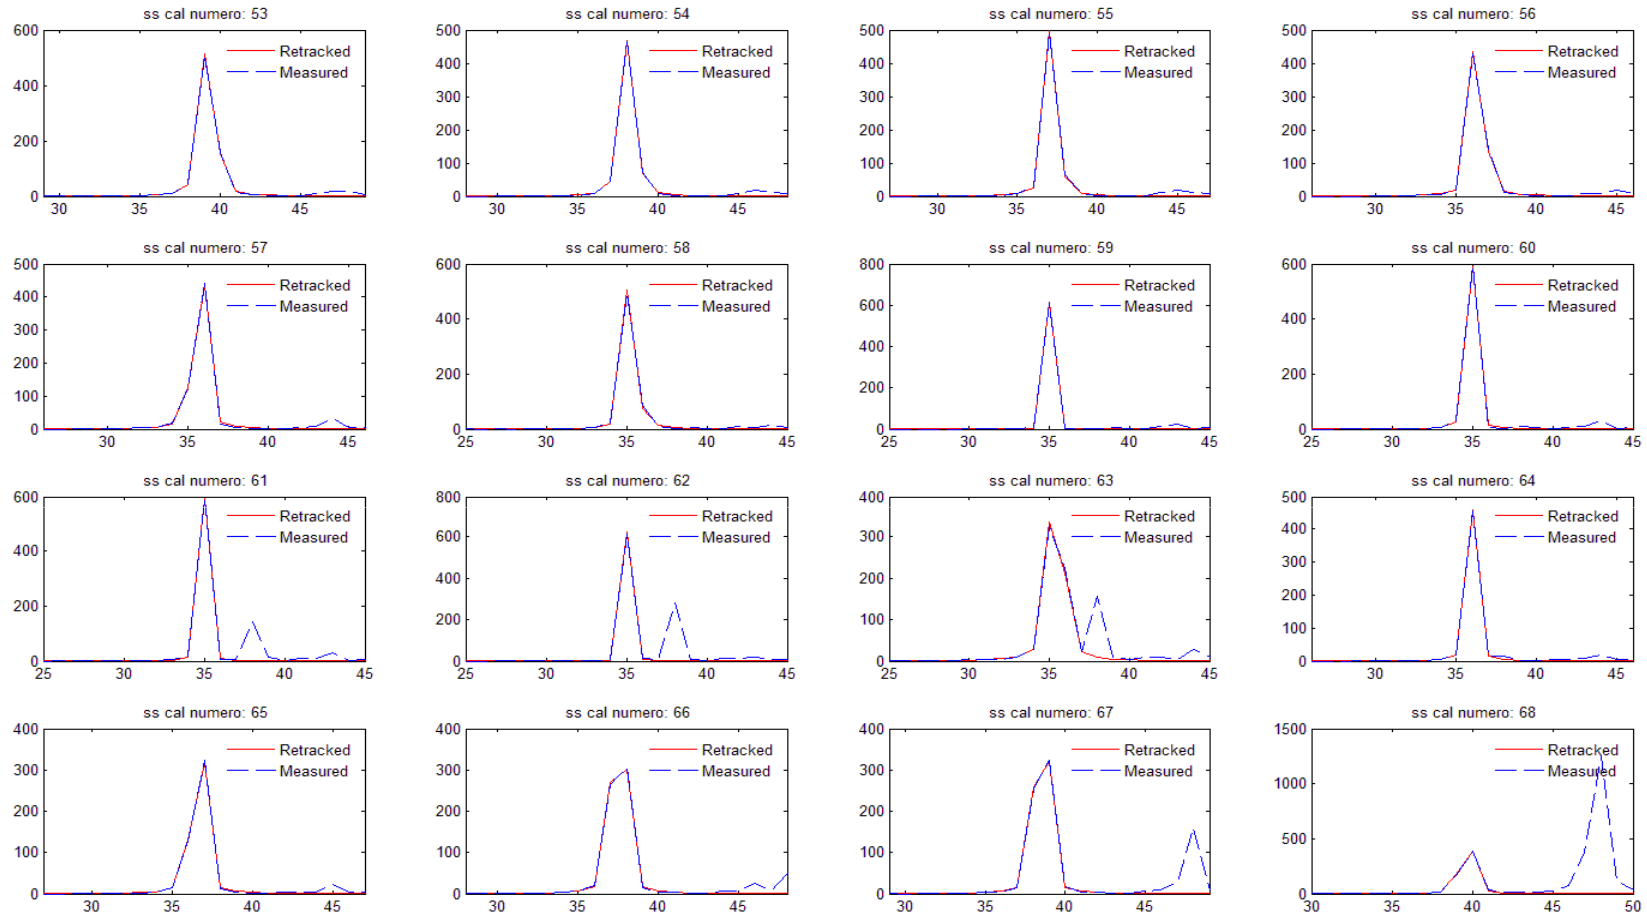 ss cal numero: 53
600
400
200
0
30 35 40 45
Retracked
Measured
ss cal numero: 54
500
400
300
200
100
0
30 35 40 45
Retracked
Measured
ss cal numero: 55
500
400
300
200
100
0
30 35 40 45
Retracked
Measured
ss cal numero: 56
500
400
300
200
100
0
30 35 40 45
Retracked
Measured
ss cal numero: 57
500
400
300
200
100
0
30 35 40 45
Retracked
Measured
ss cal numero: 58
600
400
200
0
25 30 35 40 45
Retracked
Measured
ss cal numero: 59
800
600
400
200
0
25 30 35 40 45
Retracked
Measured
ss cal numero: 60
600
400
200
0
25 30 35 40 45
Retracked
Measured
ss cal numero: 61
600
400
200
0
25 30 35 40 45
Retracked
Measured
ss cal numero: 62
800
600
400
200
0
25 30 35 40 45
Retracked
Measured
ss cal numero: 63
400
300
200
100
0
25 30 35 40 45
Retracked
Measured
ss cal numero: 64
500
400
300
200
100
0
30 35 40 45
Retracked
Measured
ss cal numero: 65
400
300
200
100
0
30 35 40 45
Retracked
Measured
ss cal numero: 66
400
300
200
100
0
30 35 40 45
Retracked
Measured
ss cal numero: 67
400
300
200
100
0
30 35 40 45
Retracked
Measured
ss cal numero: 68
1500
1000
500
0
30 35 40 45 50
Retracked
Measured